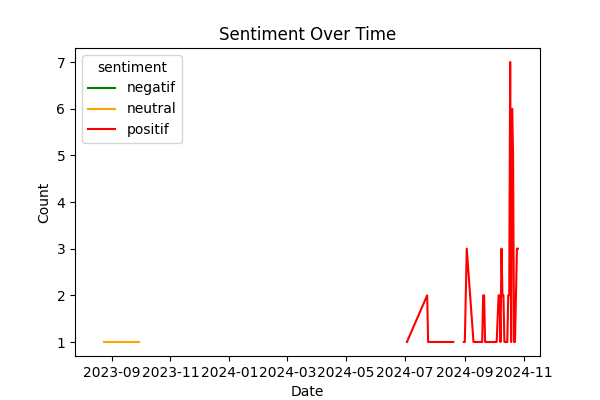 Sentiment Over Time
sentiment
negatif
neutral
positif
Count
7
6
5
4
3
2
1
2023-09 2023-11 2024-01 2024-03 2024-05 2024-07 2024-09 2024-11
Date